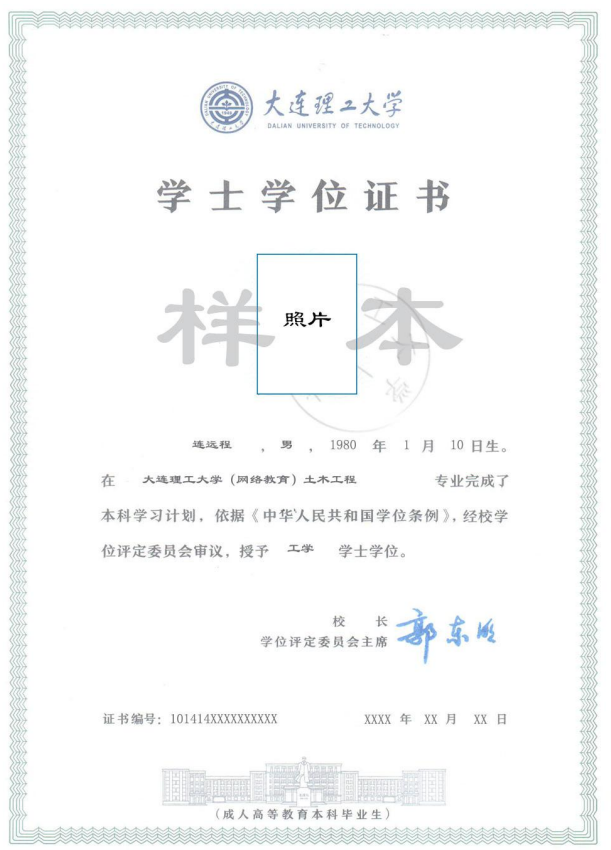 大连理工大学
DALIAN UNIVERSITY OF TECHNOLOGY
学士学位证书
样本
照片
连远程 ，男 ，1980 年 1 月 10 日生。
在 大连理工大学（网络教育）土木工程 专业完成了
本科学习计划，依据《中华人民共和国学位条例》，经校学
位评定委员会审议，授予 工学 学士学位。
校 长
学位评定委员会主席 郭东明
证书编号：101414XXXXXXXXXX XXXX 年 XX 月 XX 日
（成人高等教育本科毕业生）